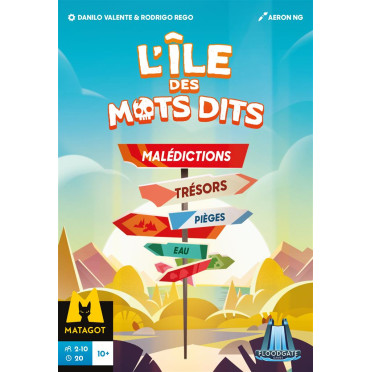 DANILO VALENTE & RODRIGO REGO
AERON NG
L'ÎLE
DES
MOTS DITS
MALÉDICTIONS
TRÉSORS
PIÈGES
EAU
MATAGOT
2-10
20
10+
FLOODGATE